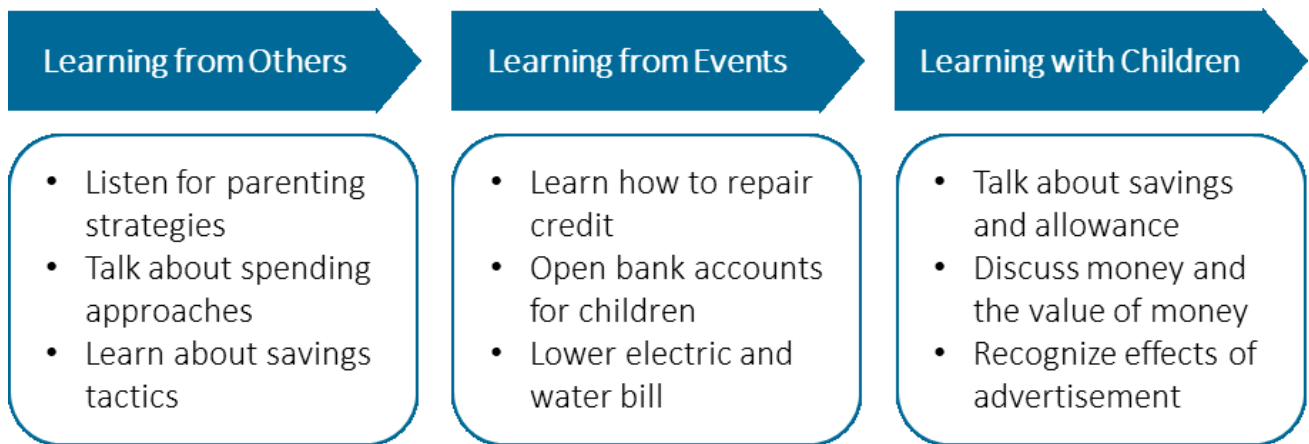 Learning from Others
• Listen for parenting
strategies
• Talk about spending
approaches
• Learn about savings
tactics
Learning from Events
• Learn how to repair
credit
• Open bank accounts
for children
• Lower electric and
water bill
Learning with Children
• Talk about savings
and allowance
• Discuss money and
the value of money
• Recognize effects of
advertisement